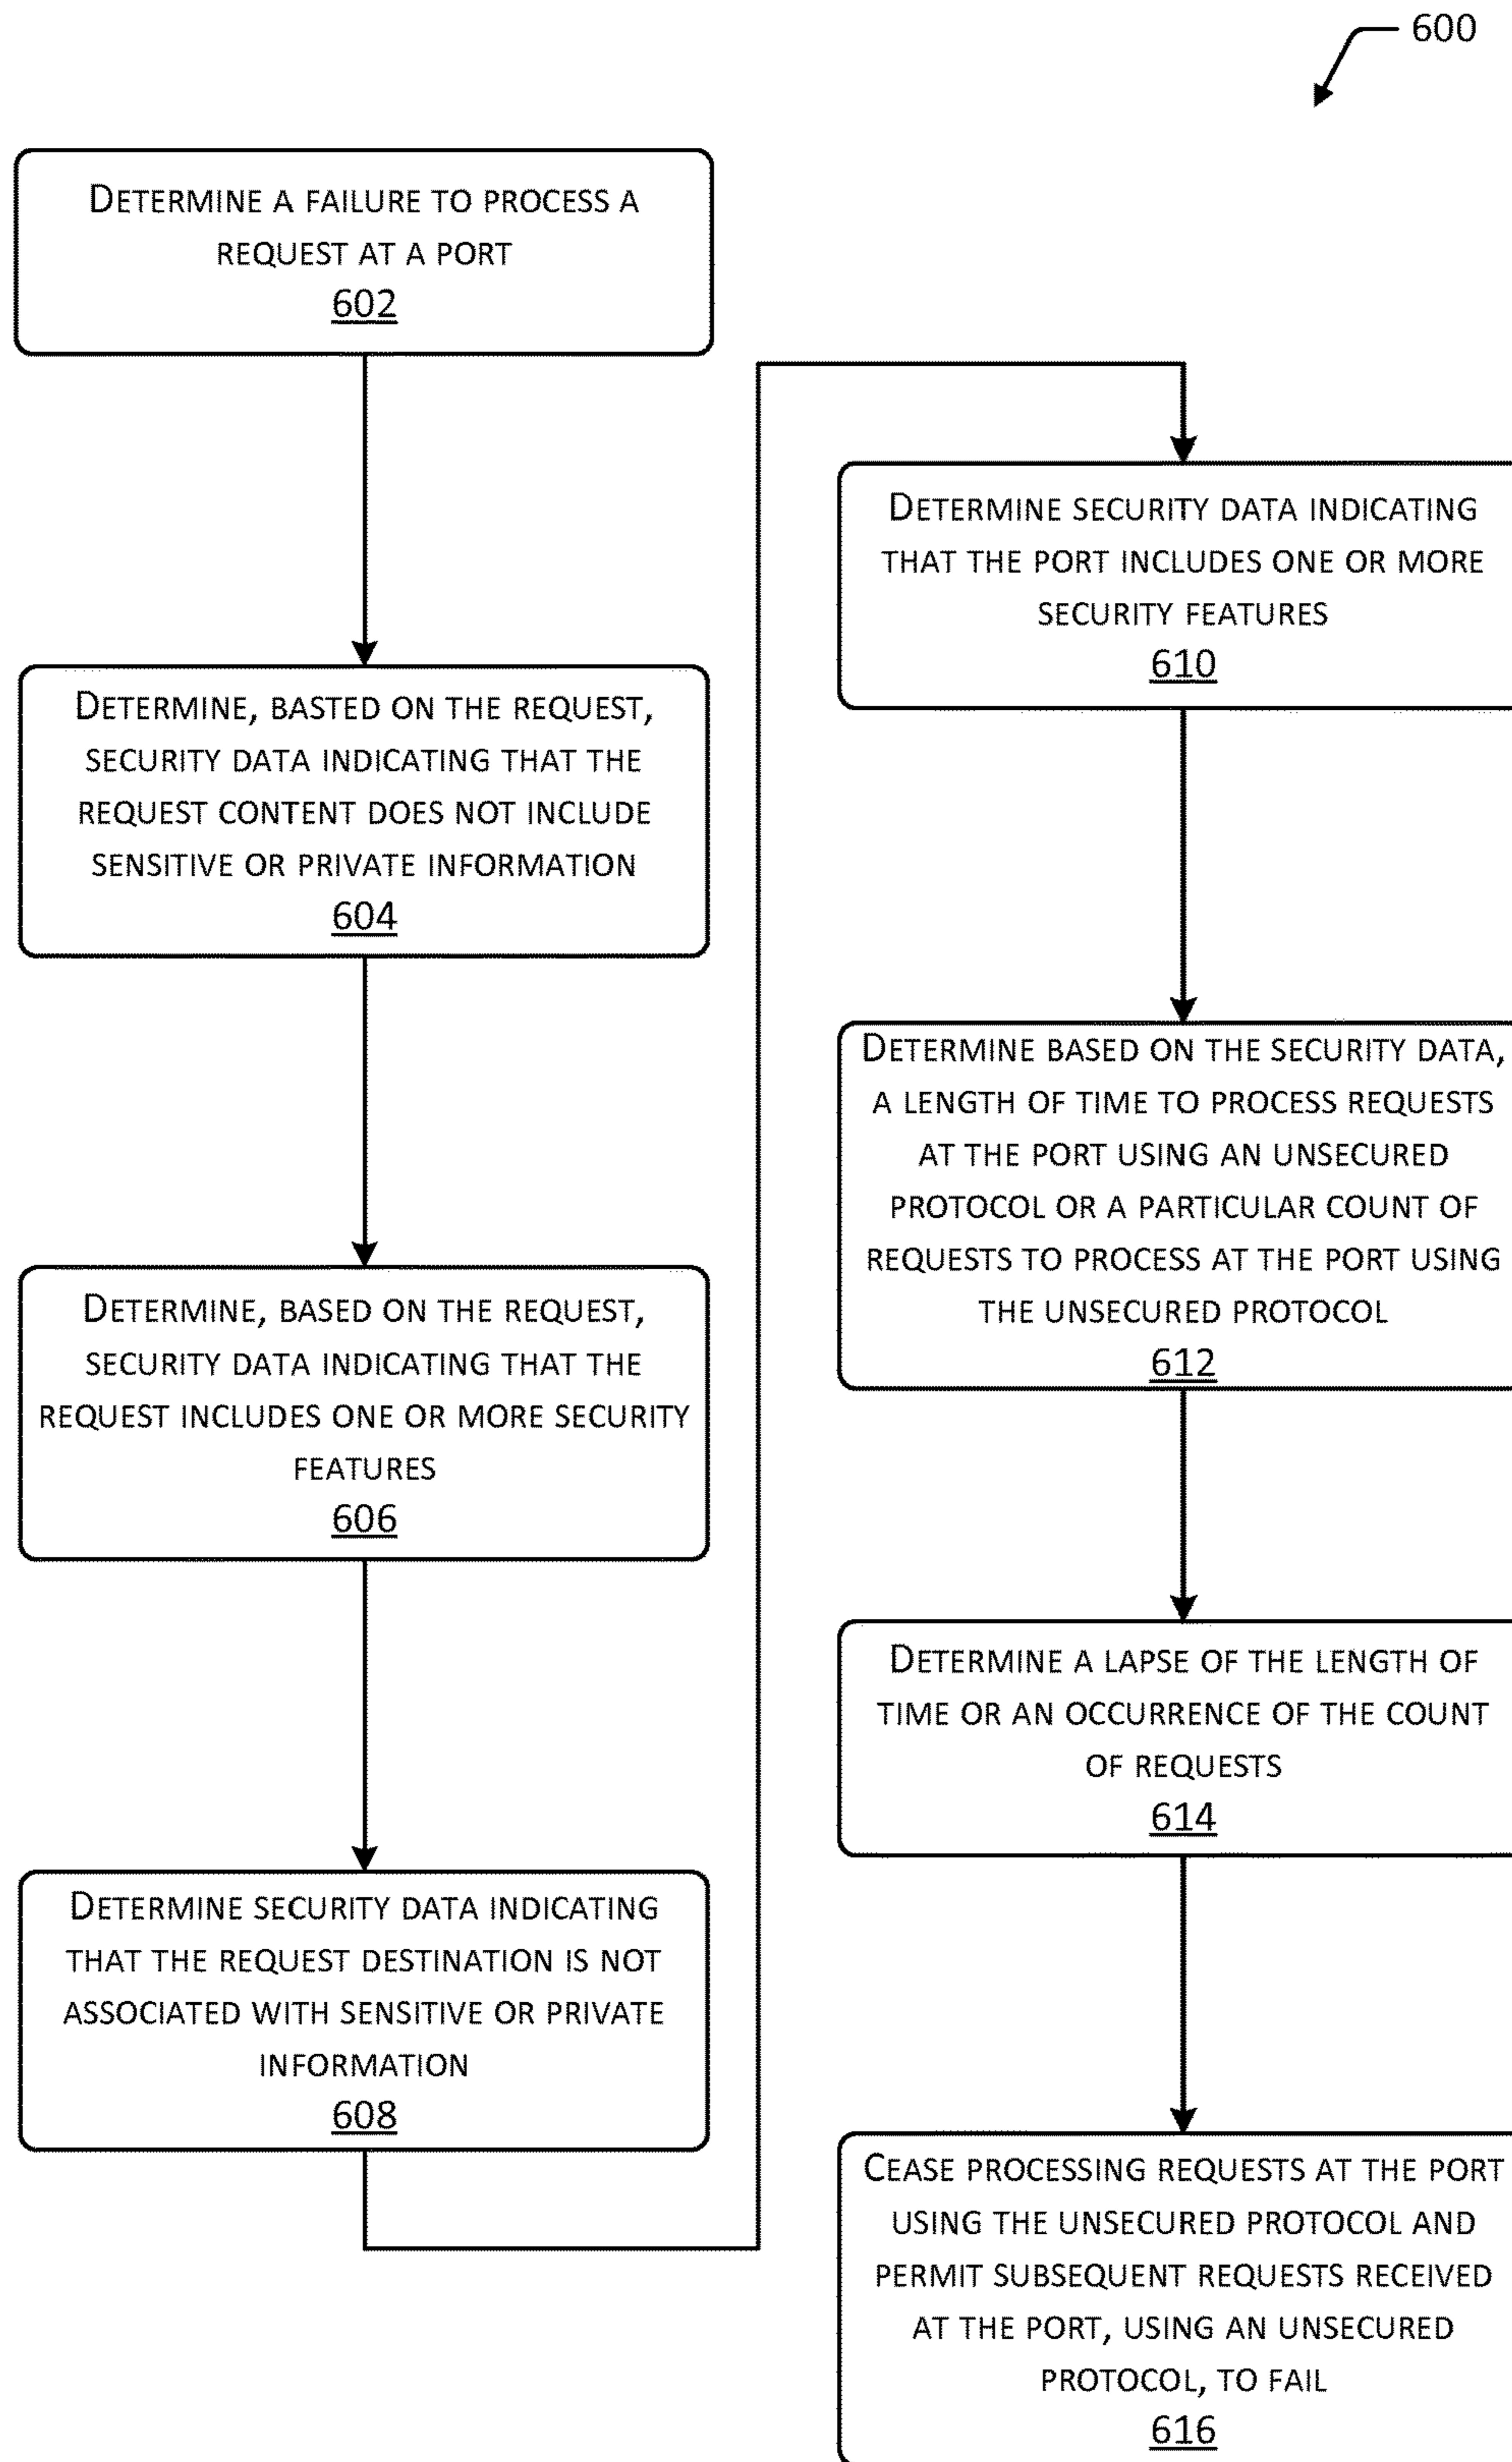 600
DETERMINE A FAILURE TO PROCESS A
REQUEST AT A PORT
602
DETERMINE, BASTED ON THE REQUEST,
SECURITY DATA INDICATING THAT THE
REQUEST CONTENT DOES NOT INCLUDE
SENSITIVE OR PRIVATE INFORMATION
604
DETERMINE, BASED ON THE REQUEST,
SECURITY DATA INDICATING THAT THE
REQUEST INCLUDES ONE OR MORE SECURITY
FEATURES
606
DETERMINE SECURITY DATA INDICATING
THAT THE REQUEST DESTINATION IS NOT
ASSOCIATED WITH SENSITIVE OR PRIVATE
INFORMATION
608
DETERMINE SECURITY DATA INDICATING
THAT THE PORT INCLUDES ONE OR MORE
SECURITY FEATURES
610
DETERMINE BASED ON THE SECURITY DATA,
A LENGTH OF TIME TO PROCESS REQUESTS
AT THE PORT USING AN UNSECURED
PROTOCOL OR A PARTICULAR COUNT OF
REQUESTS TO PROCESS AT THE PORT USING
THE UNSECURED PROTOCOL
612
DETERMINE A LAPSE OF THE LENGTH OF
TIME OR AN OCCURRENCE OF THE COUNT
OF REQUESTS
614
CEASE PROCESSING REQUESTS AT THE PORT
USING THE UNSECURED PROTOCOL AND
PERMIT SUBSEQUENT REQUESTS RECEIVED
AT THE PORT, USING AN UNSECURED
PROTOCOL, TO FAIL
616